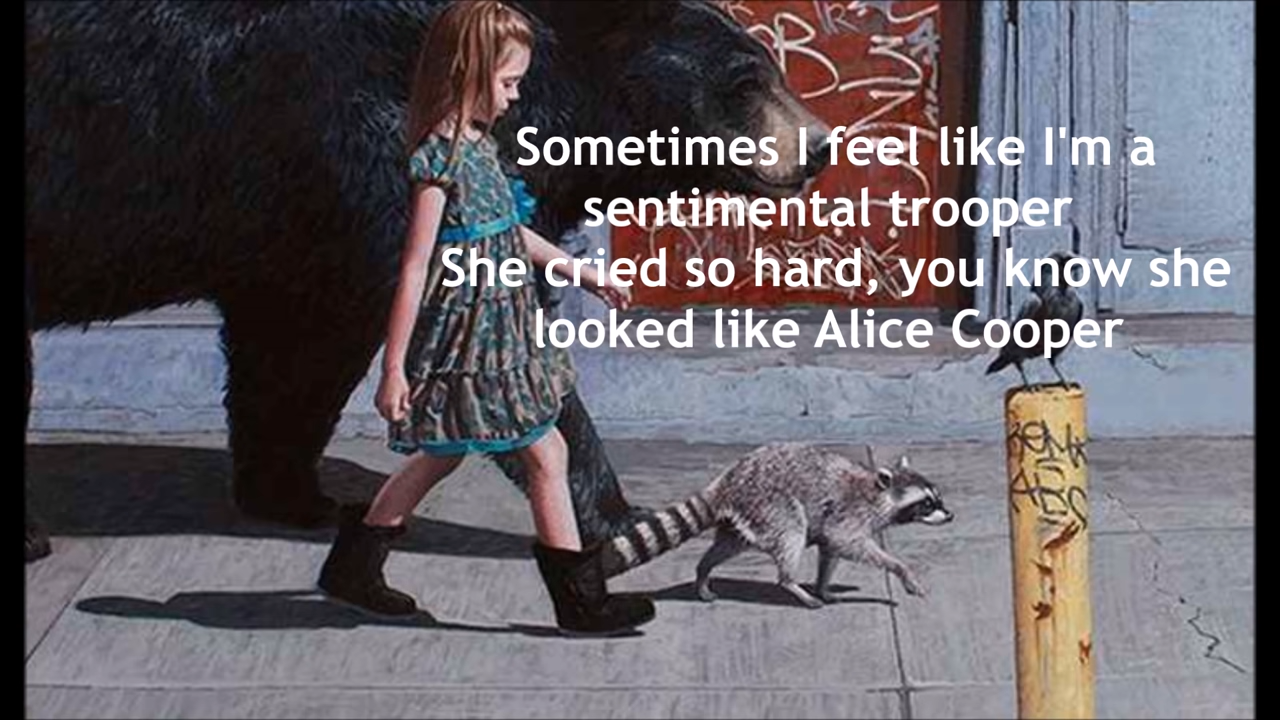 Sometimes I feel like I'm a
sentimental trooper
She cried so hard, you know she
looked like Alice Cooper